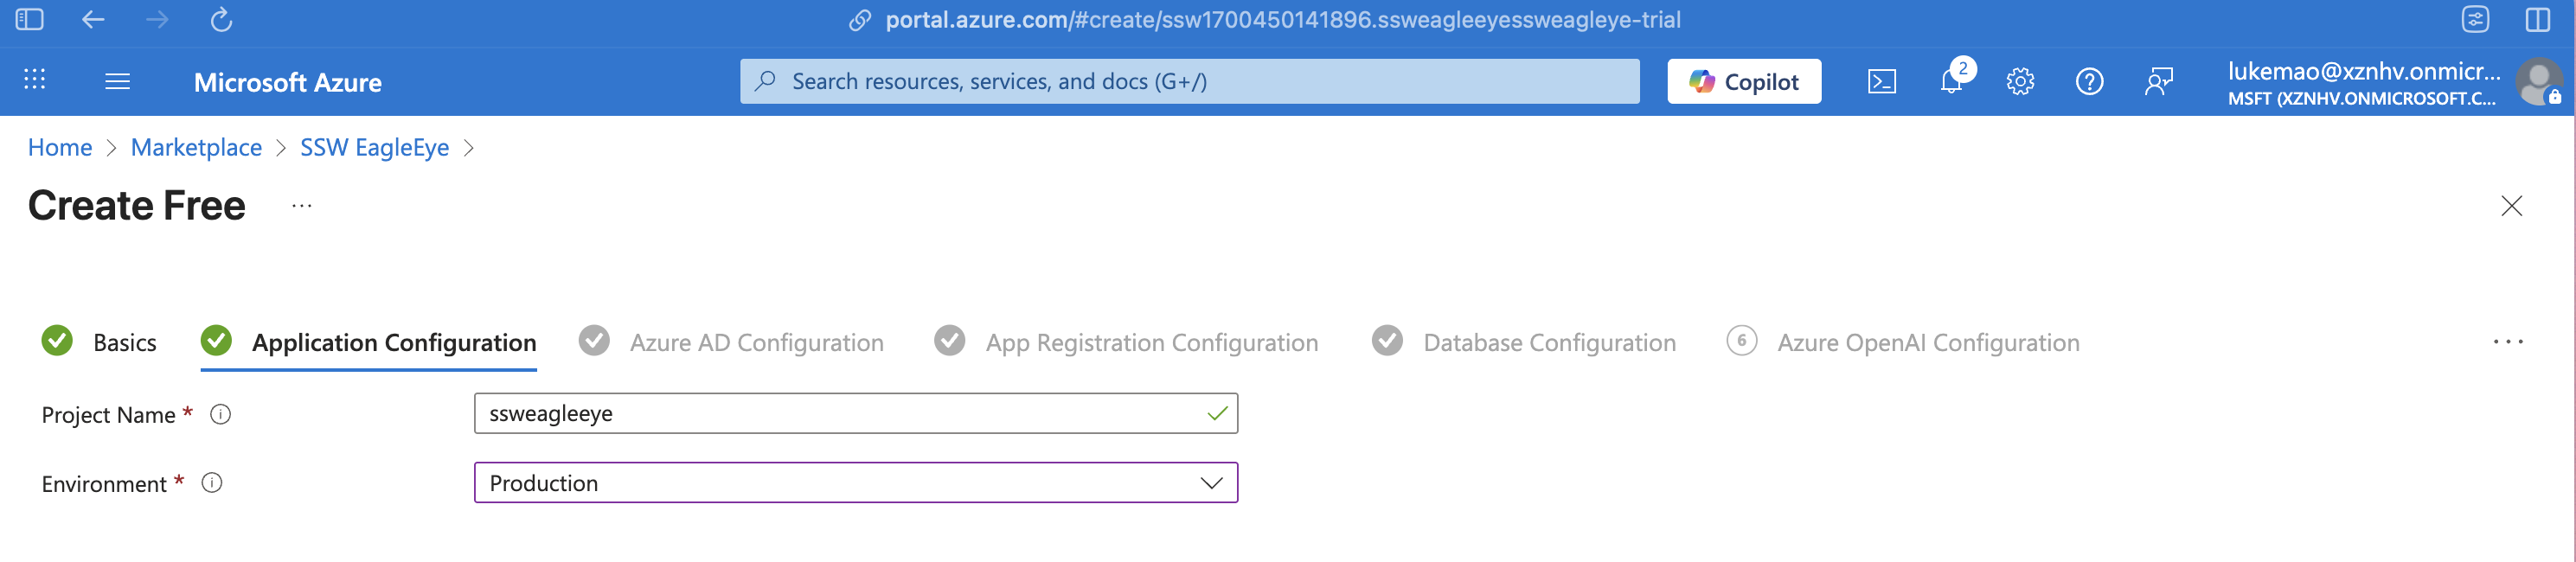 portal.azure.com/#create/ssw1700450141896.ssweagleeyessweagleye-trial
Microsoft Azure
Search resources, services, and docs (G+/)
Copilot
2
lukemao@xznhv.onmicr...
MSFT (XZNHV.ONMICROSOFT.C...
Home > Marketplace > SSW EagleEye >
Create Free ...
Basics
Application Configuration
Azure AD Configuration
App Registration Configuration
Database Configuration
6 Azure OpenAI Configuration
...
Project Name *
ssweagleeye
Environment *
Production